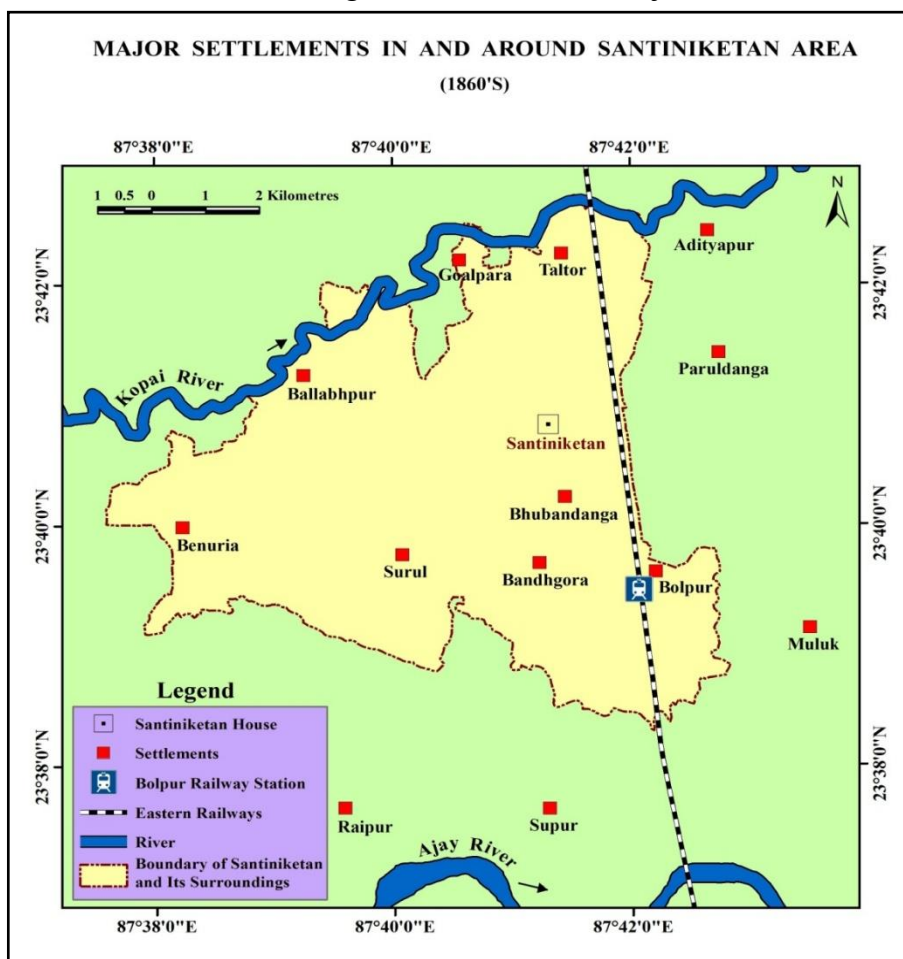 MAJOR SETTLEMENTS IN AND AROUND SANTINIKETAN AREA
(1860'S)
87°38'0"E 87°40'0"E 87°42'0"E
1 0.5 0 1 2 Kilometres
N
Adityapur
Goalpara
Taltor
23°42'0"N
23°42'0"N
Paruldanga
Kopai River
Ballabhpur
Santiniketan
Bhubandanga
23°40'0"N
23°40'0"N
Benuria
Surul
Bandhgora
Bolpur
Muluk
Legend
Santiniketan House
Settlements
Bolpur Railway Station
Eastern Railways
River
Boundary of Santiniketan
and Its Surroundings
23°38'0"N
23°38'0"N
Raipur
Supur
Ajay River
87°38'0"E 87°40'0"E 87°42'0"E